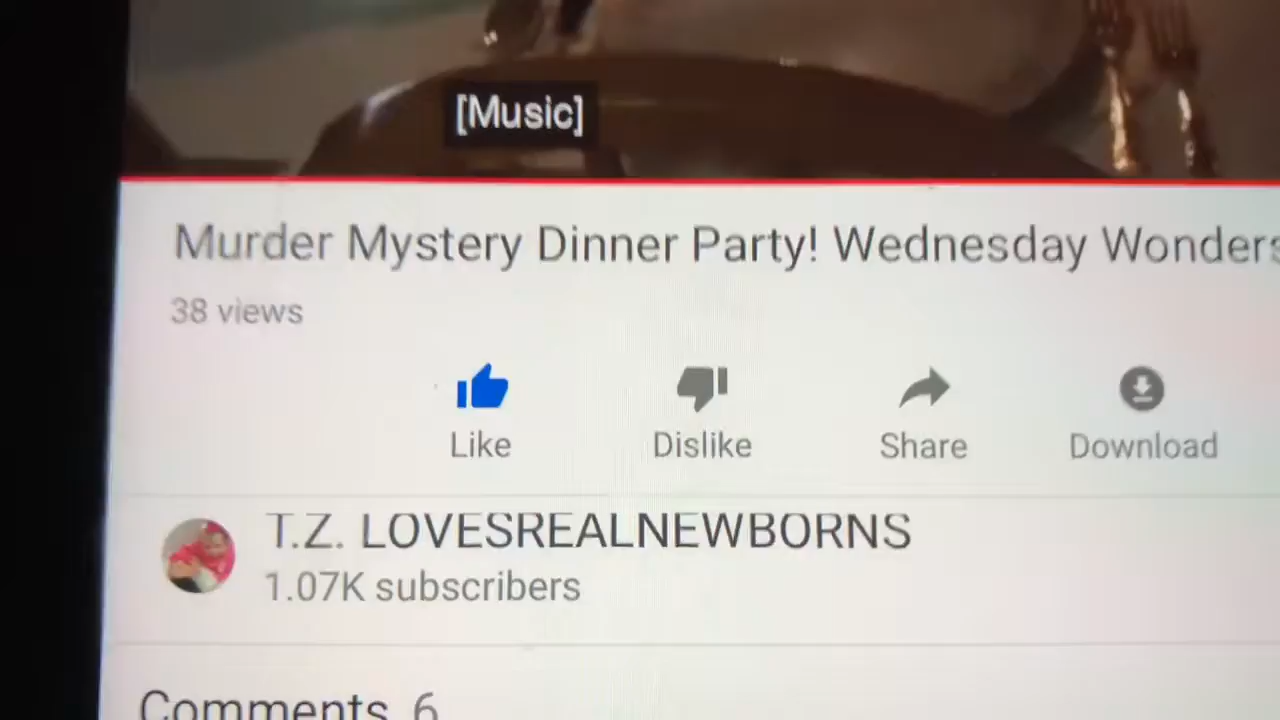 [Music]
Murder Mystery Dinner Party! Wednesday Wonders
38 views
Like
Dislike
Share
Download
T.Z. LOVESREALNEWBORNS
1.07K subscribers
Comments 6